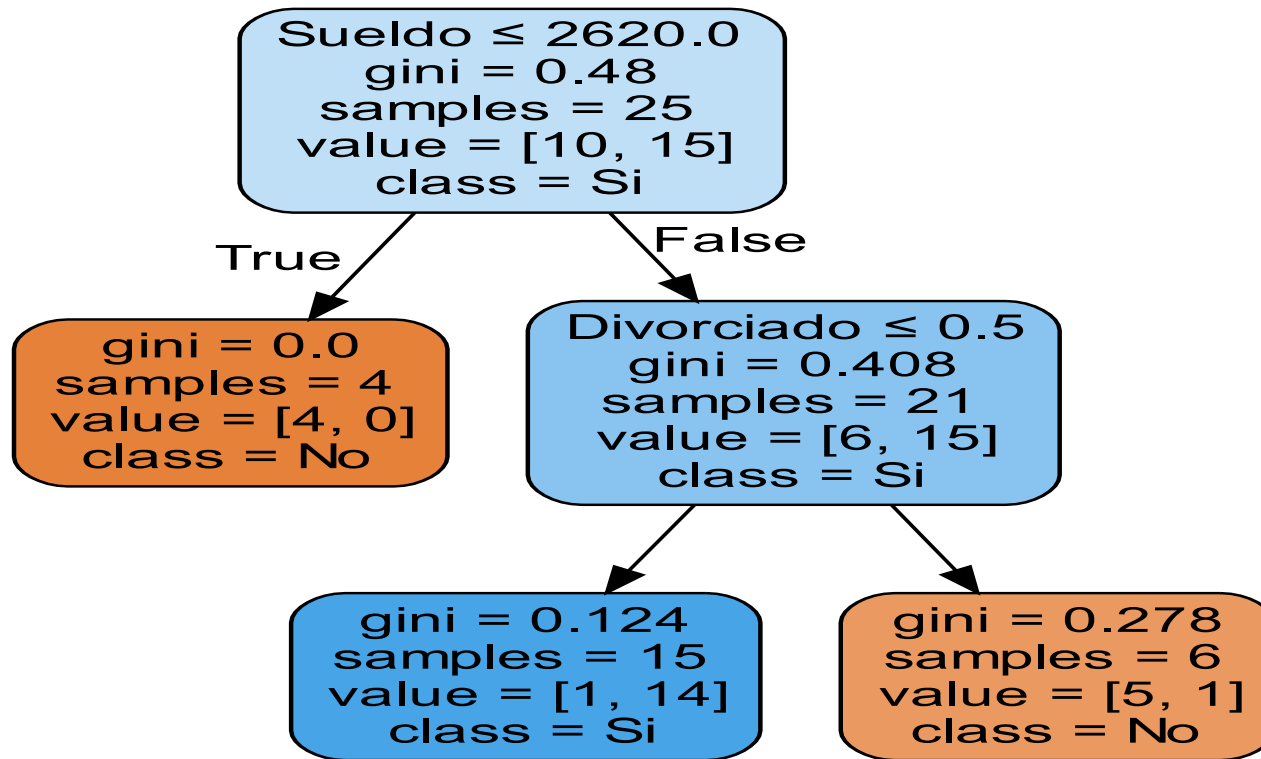 Sueldo ≤ 2620.0
gini = 0.48
samples = 25
value = [10, 15]
class = Si
True
False
gini = 0.0
samples = 4
value = [4, 0]
class = No
Divorciado ≤ 0.5
gini = 0.408
samples = 21
value = [6, 15]
class = Si
gini = 0.124
samples = 15
value = [1, 14]
class = Si
gini = 0.278
samples = 6
value = [5, 1]
class = No